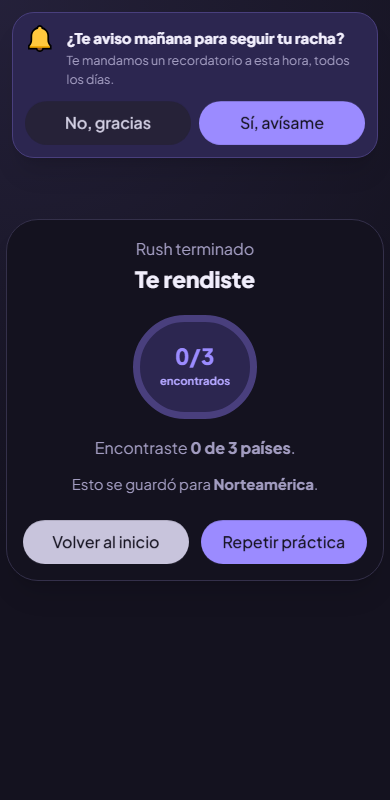 ¿Te aviso mañana para seguir tu racha?
Te mandamos un recordatorio a esta hora, todos
los días.
No, gracias
Sí, avísame
Rush terminado
Te rendiste
0/3
encontrados
Encontraste 0 de 3 países.
Esto se guardó para Norteamérica.
Volver al inicio
Repetir práctica